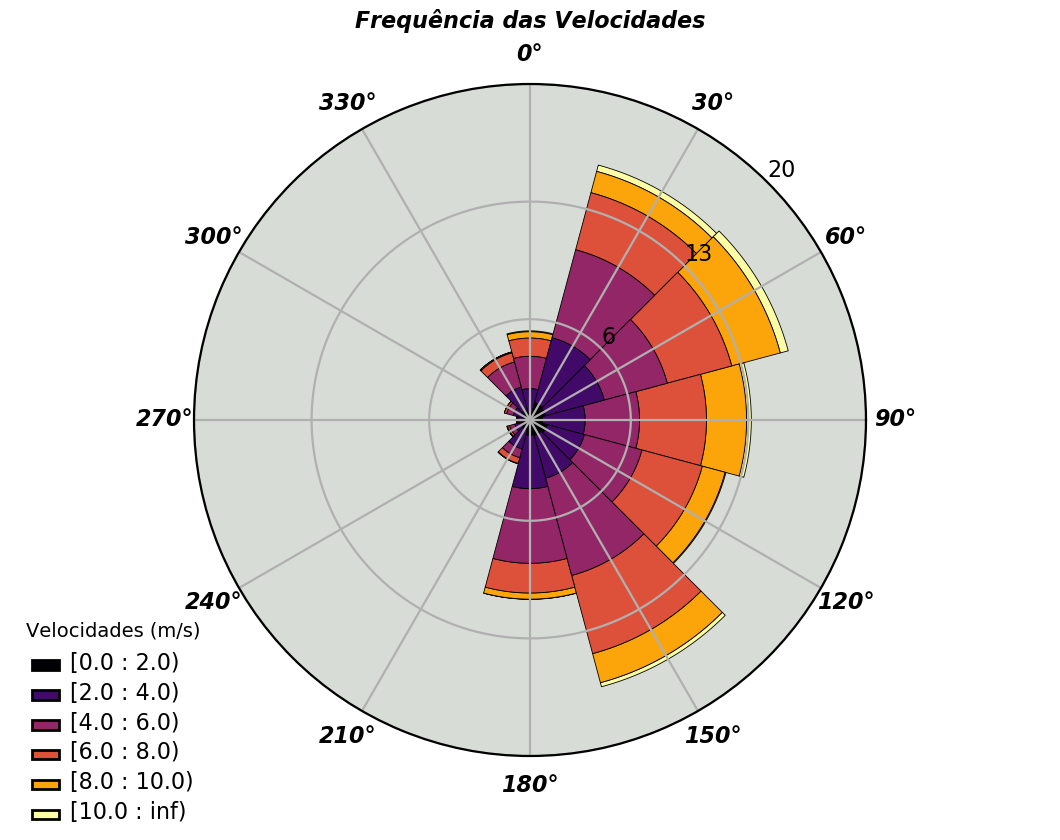 Frequência das Velocidades
0°
330°
30°
20
300°
60°
13
6
270°
90°
240°
120°
210°
150°
180°
Velocidades (m/s)
[0.0 : 2.0)
[2.0 : 4.0)
[4.0 : 6.0)
[6.0 : 8.0)
[8.0 : 10.0)
[10.0 : inf)